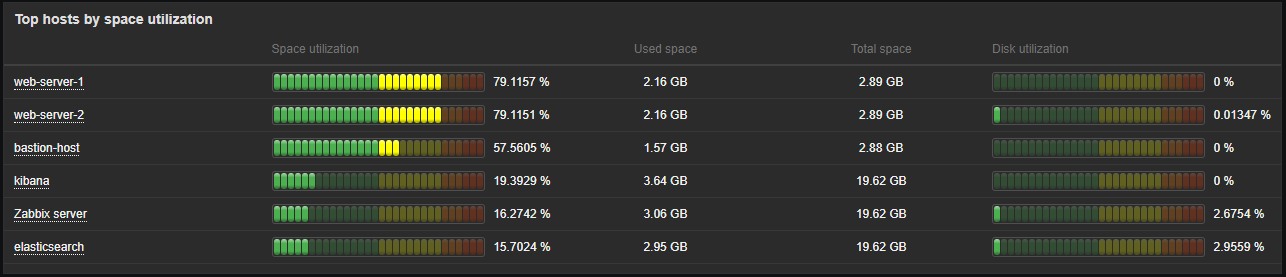 Top hosts by space utilization
Space utilization Used space Total space Disk utilization
web-server-1 79.1157 % 2.16 GB 2.89 GB 0 %
web-server-2 79.1151 % 2.16 GB 2.89 GB 0.01347 %
bastion-host 57.5605 % 1.57 GB 2.88 GB 0 %
kibana 19.3929 % 3.64 GB 19.62 GB 0 %
Zabbix server 16.2742 % 3.06 GB 19.62 GB 2.6754 %
elasticsearch 15.7024 % 2.95 GB 19.62 GB 2.9559 %